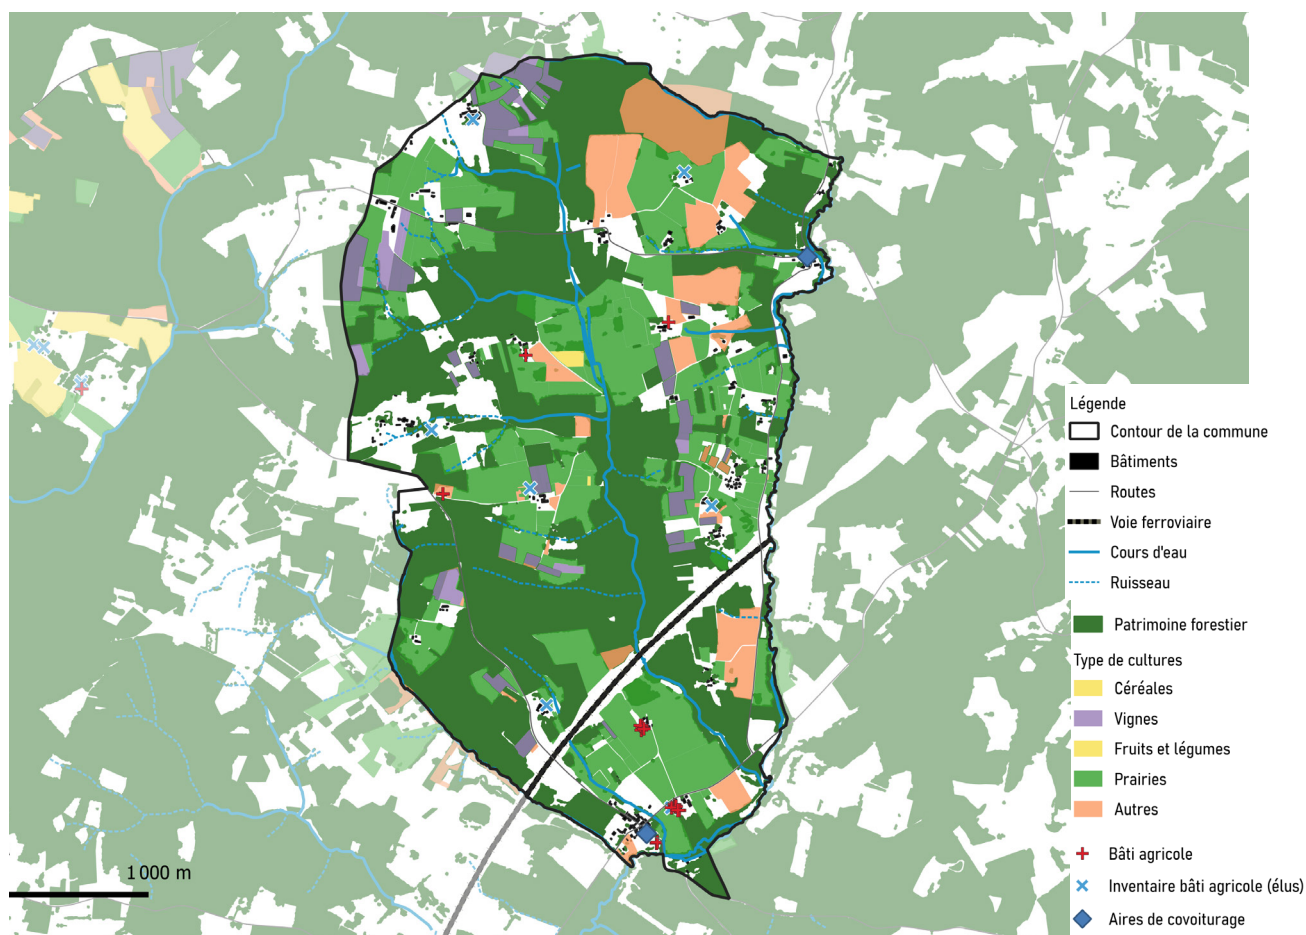 Légende
Contour de la commune
Bâtiments
Routes
Voie ferroviaire
Cours d'eau
Ruisseau
Patrimoine forestier
Type de cultures
Céréales
Vignes
Fruits et légumes
Prairies
Autres
Bâti agricole
Inventaire bâti agricole (élus)
Aires de covoiturage
1 000 m